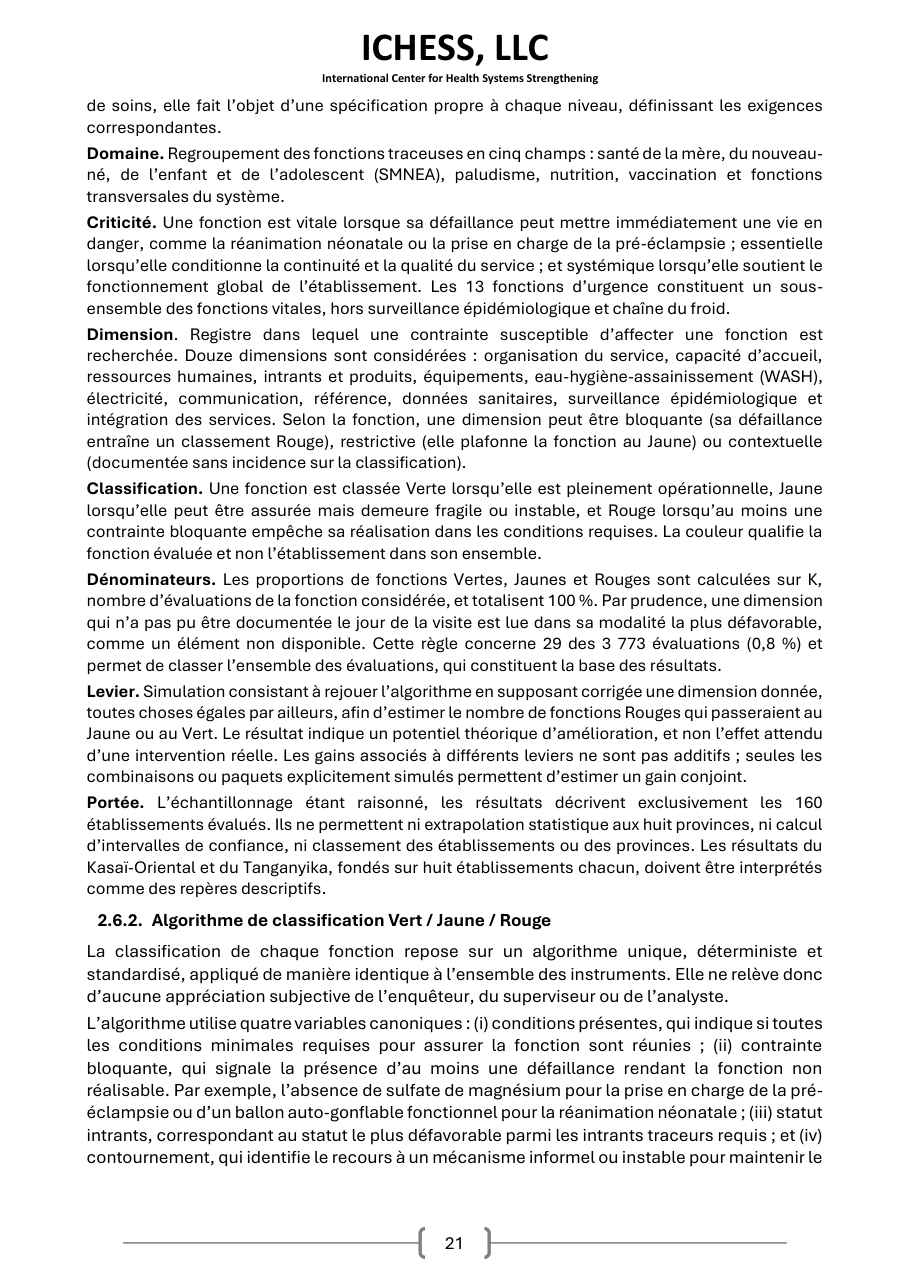 ICHESS, LLC
International Center for Health Systems Strengthening
de soins, elle fait l’objet d’une spécification propre à chaque niveau, définissant les exigences
correspondantes.
Domaine. Regroupement des fonctions traceuses en cinq champs : santé de la mère, du nouveau-
né, de l’enfant et de l’adolescent (SMNEA), paludisme, nutrition, vaccination et fonctions
transversales du système.
Criticité. Une fonction est vitale lorsque sa défaillance peut mettre immédiatement une vie en
danger, comme la réanimation néonatale ou la prise en charge de la pré-éclampsie ; essentielle
lorsqu’elle conditionne la continuité et la qualité du service ; et systémique lorsqu’elle soutient le
fonctionnement global de l’établissement. Les 13 fonctions d’urgence constituent un sous-
ensemble des fonctions vitales, hors surveillance épidémiologique et chaîne du froid.
Dimension. Registre dans lequel une contrainte susceptible d’affecter une fonction est
recherchée. Douze dimensions sont considérées : organisation du service, capacité d’accueil,
ressources humaines, intrants et produits, équipements, eau-hygiène-assainissement (WASH),
électricité, communication, référence, données sanitaires, surveillance épidémiologique et
intégration des services. Selon la fonction, une dimension peut être bloquante (sa défaillance
entraîne un classement Rouge), restrictive (elle plafonne la fonction au Jaune) ou contextuelle
(documentée sans incidence sur la classification).
Classification. Une fonction est classée Verte lorsqu’elle est pleinement opérationnelle, Jaune
lorsqu’elle peut être assurée mais demeure fragile ou instable, et Rouge lorsqu’au moins une
contrainte bloquante empêche sa réalisation dans les conditions requises. La couleur qualifie la
fonction évaluée et non l’établissement dans son ensemble.
Dénominateurs. Les proportions de fonctions Vertes, Jaunes et Rouges sont calculées sur K,
nombre d’évaluations de la fonction considérée, et totalisent 100 %. Par prudence, une dimension
qui n’a pas pu être documentée le jour de la visite est lue dans sa modalité la plus défavorable,
comme un élément non disponible. Cette règle concerne 29 des 3 773 évaluations (0,8 %) et
permet de classer l’ensemble des évaluations, qui constituent la base des résultats.
Levier. Simulation consistant à rejouer l’algorithme en supposant corrigée une dimension donnée,
toutes choses égales par ailleurs, afin d’estimer le nombre de fonctions Rouges qui passeraient au
Jaune ou au Vert. Le résultat indique un potentiel théorique d’amélioration, et non l’effet attendu
d’une intervention réelle. Les gains associés à différents leviers ne sont pas additifs ; seules les
combinaisons ou paquets explicitement simulés permettent d’estimer un gain conjoint.
Portée. L’échantillonnage étant raisonné, les résultats décrivent exclusivement les 160
établissements évalués. Ils ne permettent ni extrapolation statistique aux huit provinces, ni calcul
d’intervalles de confiance, ni classement des établissements ou des provinces. Les résultats du
Kasaï-Oriental et du Tanganyika, fondés sur huit établissements chacun, doivent être interprétés
comme des repères descriptifs.
2.6.2. Algorithme de classification Vert / Jaune / Rouge
La classification de chaque fonction repose sur un algorithme unique, déterministe et
standardisé, appliqué de manière identique à l’ensemble des instruments. Elle ne relève donc
d’aucune appréciation subjective de l’enquêteur, du superviseur ou de l’analyste.
L’algorithme utilise quatre variables canoniques : (i) conditions présentes, qui indique si toutes
les conditions minimales requises pour assurer la fonction sont réunies ; (ii) contrainte
bloquante, qui signale la présence d’au moins une défaillance rendant la fonction non
réalisable. Par exemple, l’absence de sulfate de magnésium pour la prise en charge de la pré-
éclampsie ou d’un ballon auto-gonflable fonctionnel pour la réanimation néonatale ; (iii) statut
intrants, correspondant au statut le plus défavorable parmi les intrants traceurs requis ; et (iv)
contournement, qui identifie le recours à un mécanisme informel ou instable pour maintenir le
21